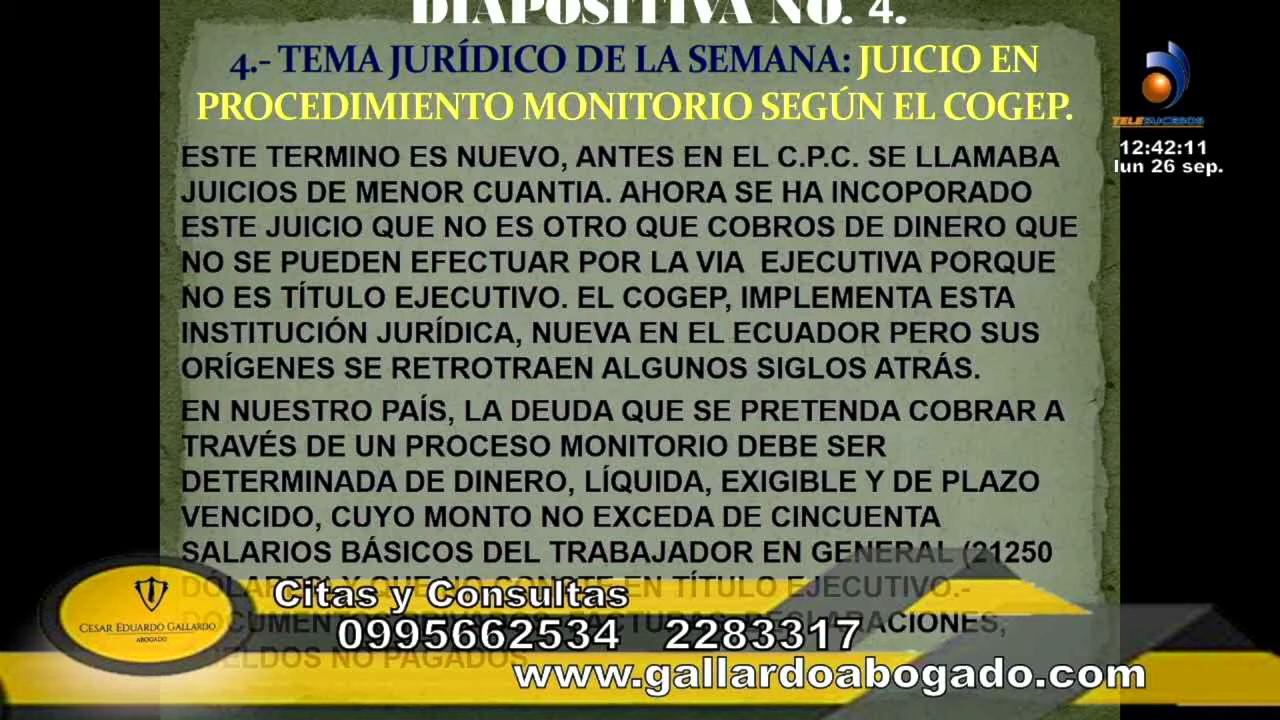 DIAPOSITIVA NO. 4.
4.- TEMA JURÍDICO DE LA SEMANA: JUICIO EN
PROCEDIMIENTO MONITORIO SEGÚN EL COGEP.
ESTE TERMINO ES NUEVO, ANTES EN EL C.P.C. SE LLAMABA
JUICIOS DE MENOR CUANTIA. AHORA SE HA INCOPORADO
ESTE JUICIO QUE NO ES OTRO QUE COBROS DE DINERO QUE
NO SE PUEDEN EFECTUAR POR LA VIA EJECUTIVA PORQUE
NO ES TÍTULO EJECUTIVO. EL COGEP, IMPLEMENTA ESTA
INSTITUCIÓN JURÍDICA, NUEVA EN EL ECUADOR PERO SUS
ORÍGENES SE RETROTRAEN ALGUNOS SIGLOS ATRÁS.
EN NUESTRO PAÍS, LA DEUDA QUE SE PRETENDA COBRAR A
TRAVÉS DE UN PROCESO MONITORIO DEBE SER
DETERMINADA DE DINERO, LÍQUIDA, EXIGIBLE Y DE PLAZO
VENCIDO, CUYO MONTO NO EXCEDA DE CINCUENTA
SALARIOS BÁSICOS DEL TRABAJADOR EN GENERAL (21250
EN TÍTULO EJECUTIVO.-
NO PAGADOS
TELESUCESOS
12:42:11
lun 26 sep.
CESAR EDUARDO GALLARDO
ABOGADO
Citas y Consultas
0995662534 2283317
www.gallardoabogado.com